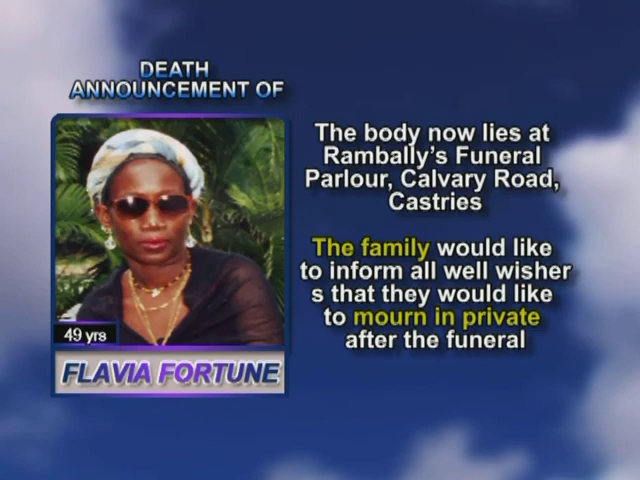 DEATH
ANNOUNCEMENT OF
49 yrs
FLAVIA FORTUNE
The body now lies at
Rambally's Funeral
Parlour, Calvary Road,
Castries
The family would like
to inform all well wisher
s that they would like
to mourn in private
after the funeral